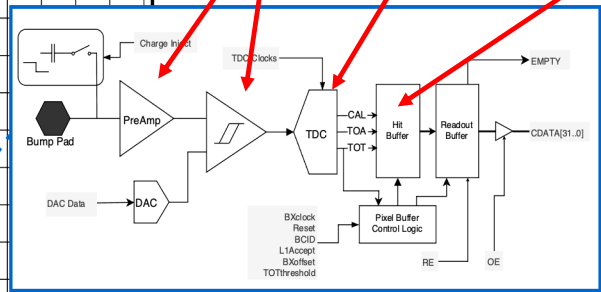 Charge Inject
TDC Clocks
EMPTY
PreAmp
CAL
TOA
TOT
TDC
Hit
Buffer
Readout
Buffer
CDATA[31..0]
Bump Pad
DAC Data
DAC
BXclock
Reset
BCID
L1Accept
BXoffset
TOTthreshold
Pixel Buffer
Control Logic
RE
OE